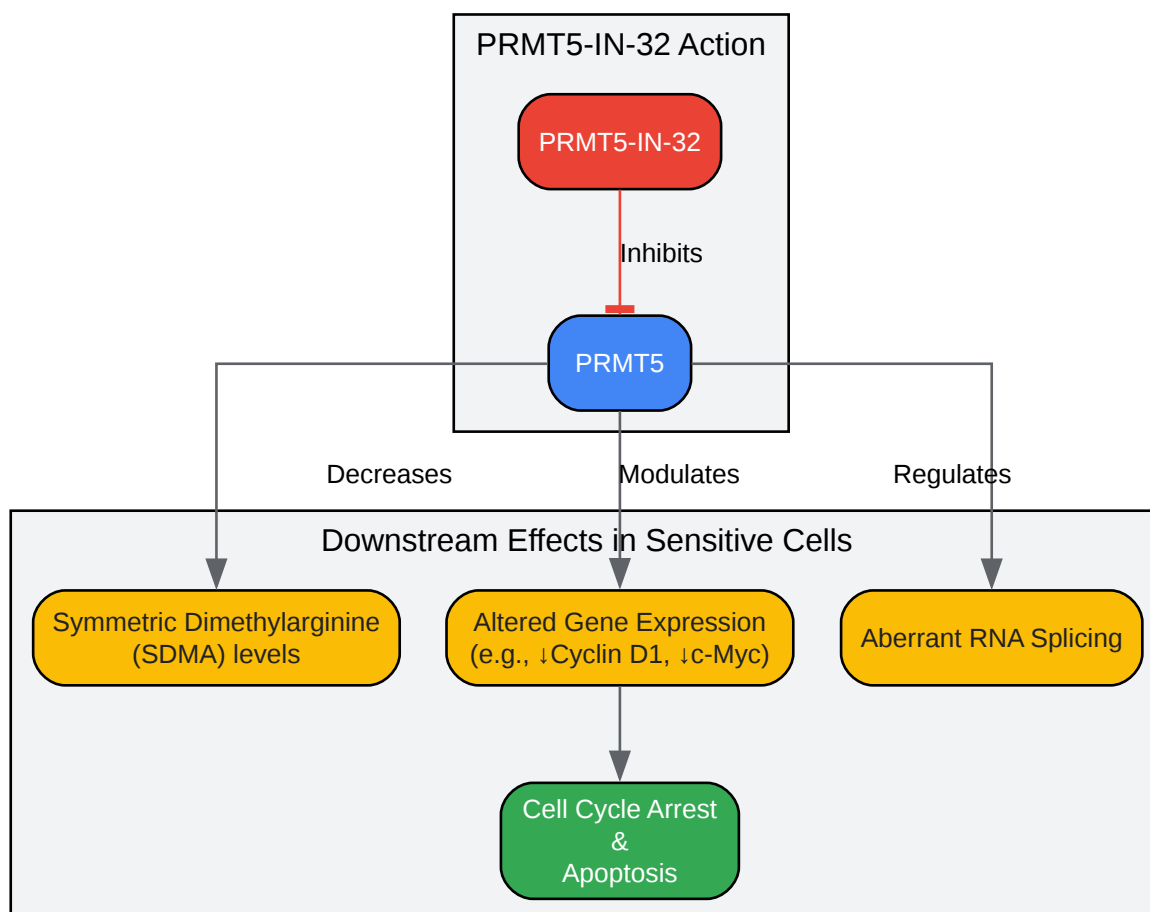 PRMT5-IN-32 Action
PRMT5-IN-32
Inhibits
PRMT5
Decreases
Modulates
Regulates
Downstream Effects in Sensitive Cells
Symmetric Dimethylarginine
(SDMA) levels
Altered Gene Expression
(e.g., ↓Cyclin D1, ↓c-Myc)
Aberrant RNA Splicing
Cell Cycle Arrest
&
Apoptosis